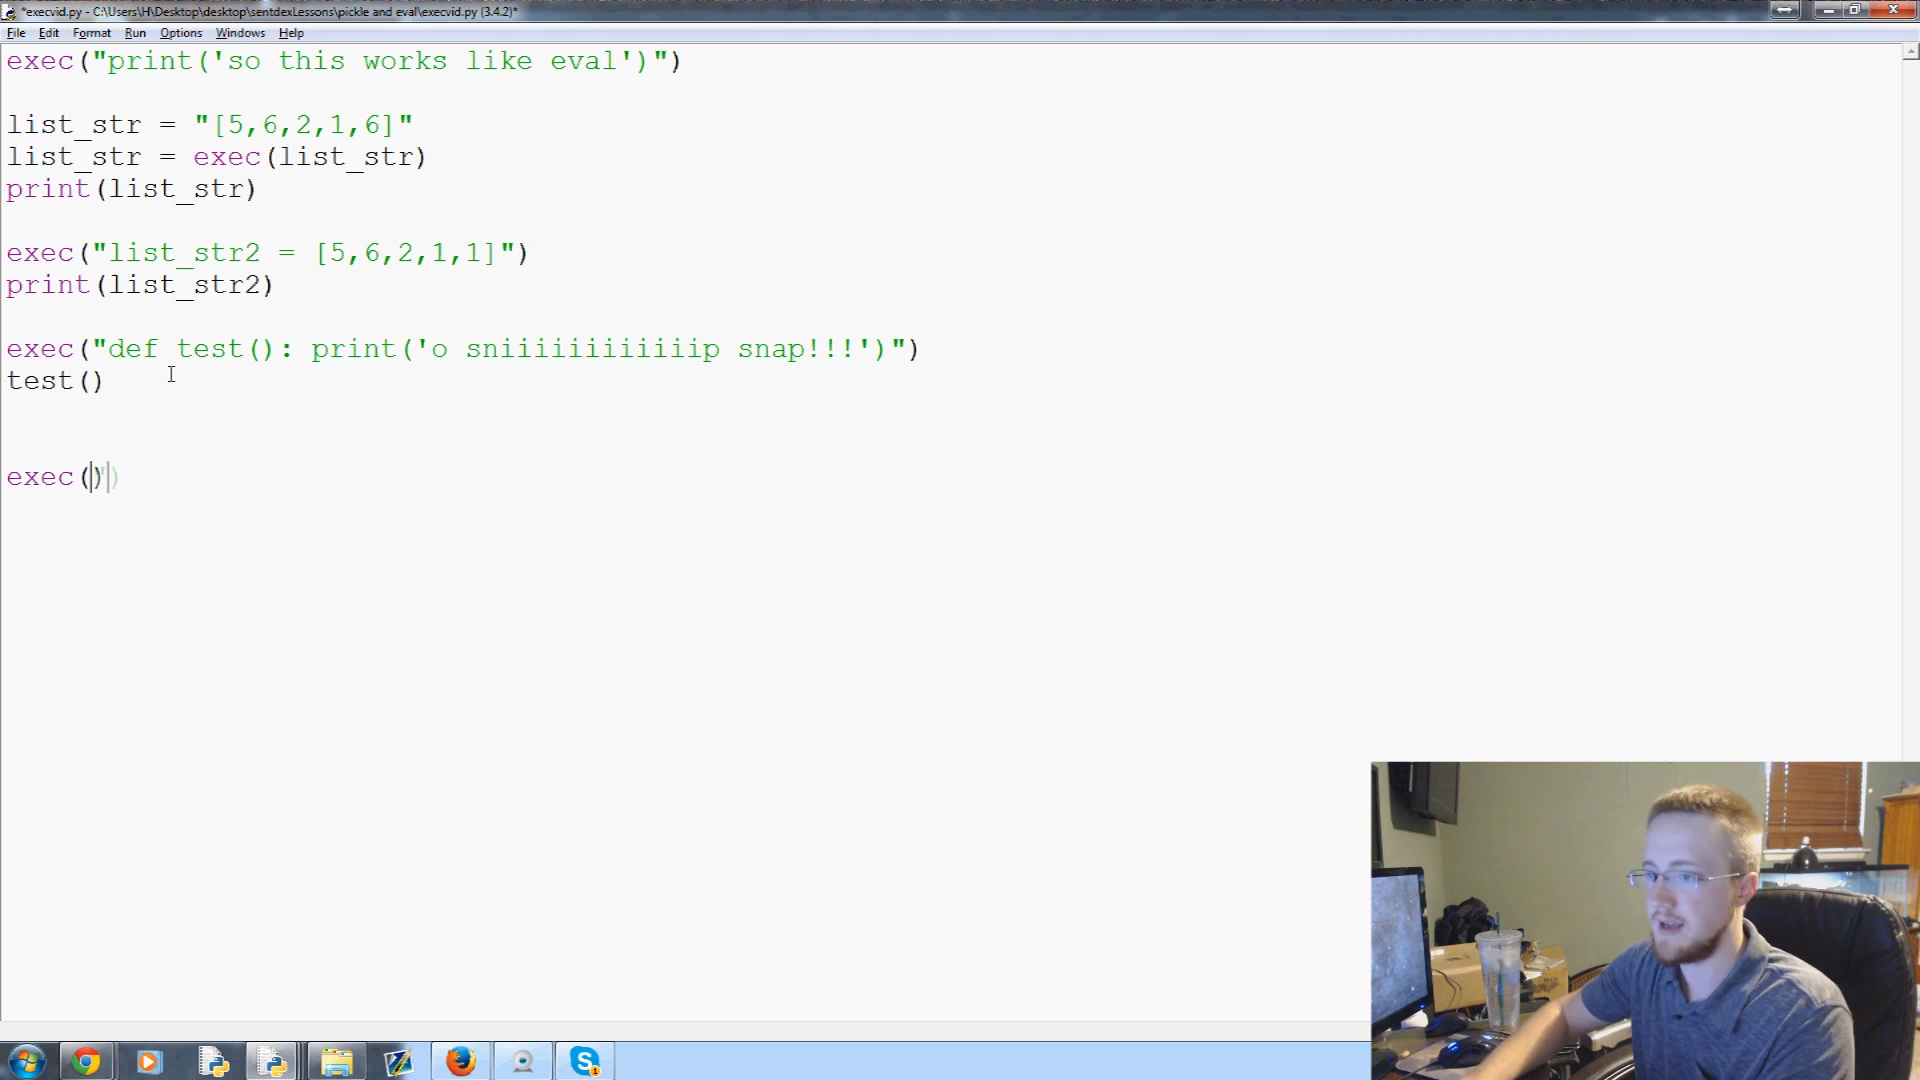 *execvid.py - C:\Users\H\Desktop\desktop\sentdexLessons\pickle and eval\execvid.py (3.4.2)*
File Edit Format Run Options Windows Help
exec("print('so this works like eval')")
list_str = "[5,6,2,1,6]"
list_str = exec(list_str)
print(list_str)
exec("list_str2 = [5,6,2,1,1]")
print(list_str2)
exec("def test(): print('o sniiiiiiiiiiiip snap!!!')")
test()
exec()